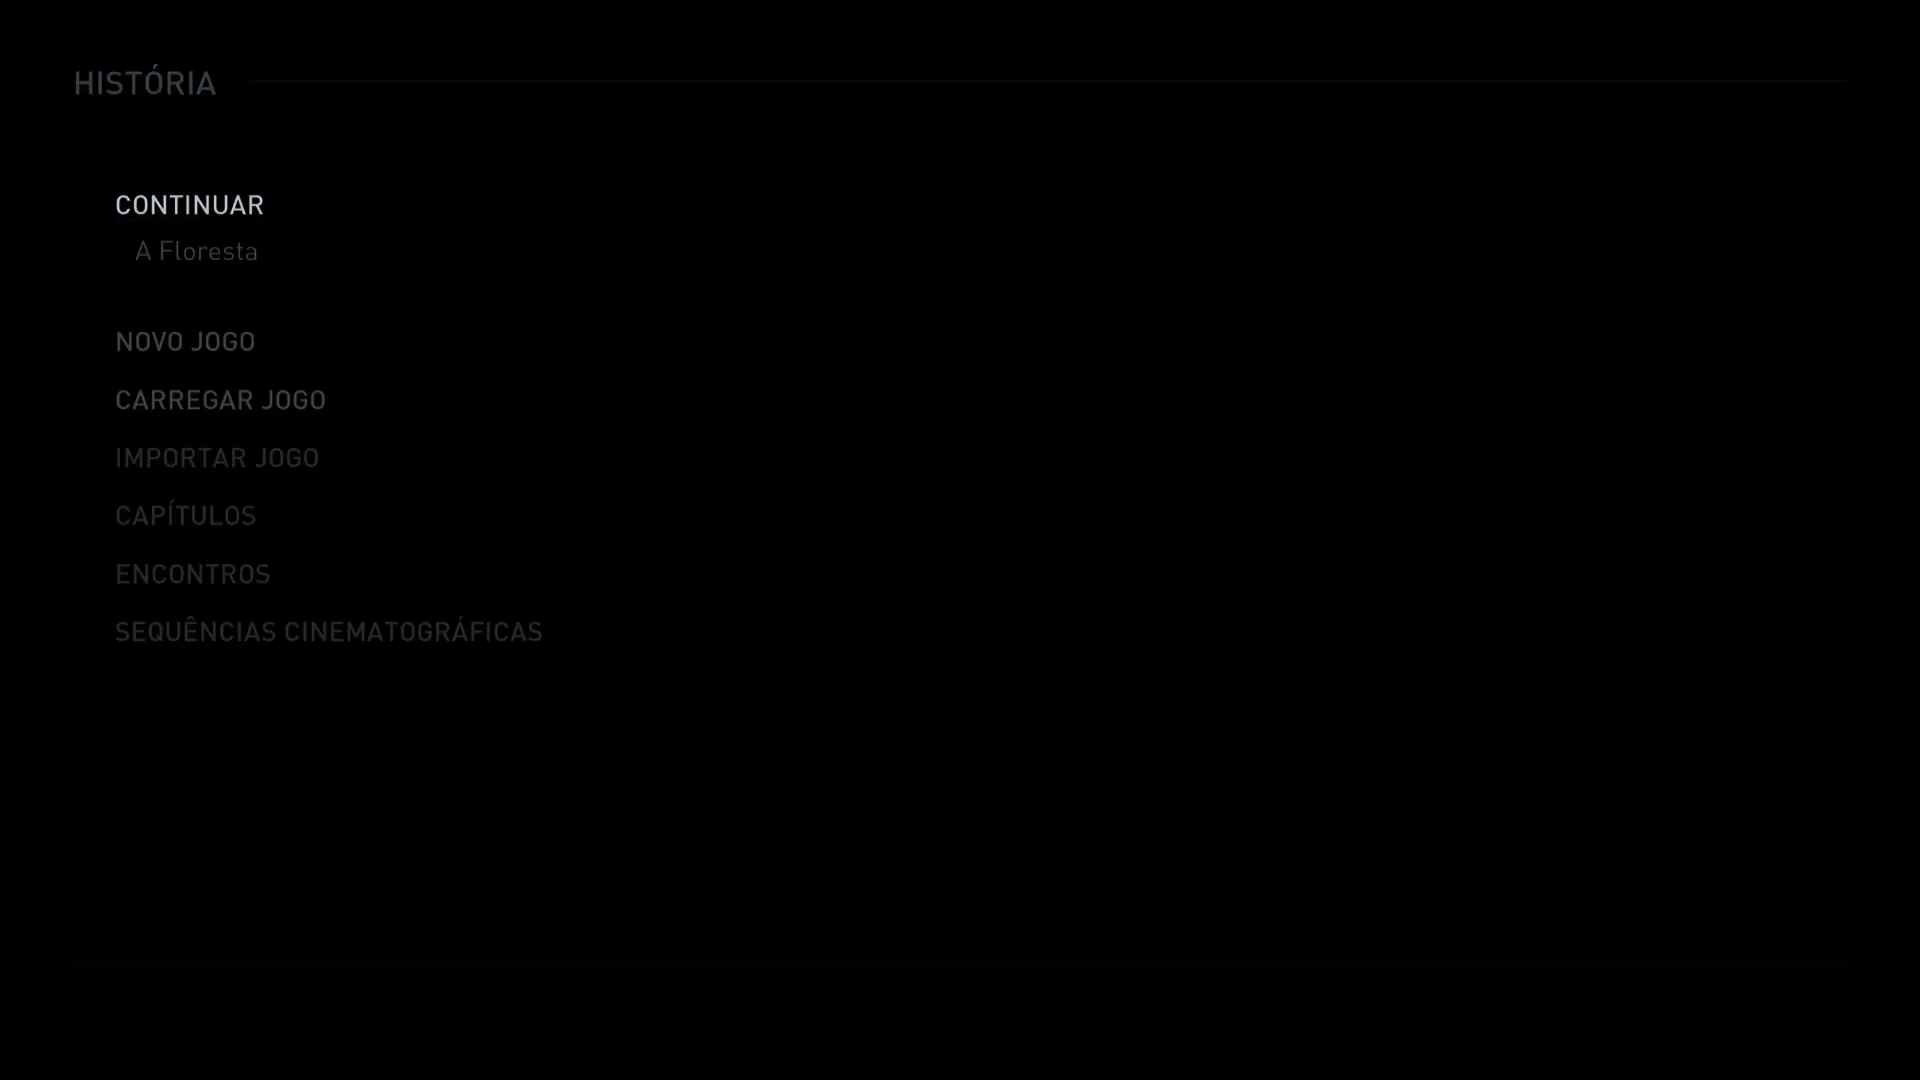 HISTÓRIA
CONTINUAR
A Floresta
NOVO JOGO
CARREGAR JOGO
IMPORTAR JOGO
CAPÍTULOS
ENCONTROS
SEQUÊNCIAS CINEMATOGRÁFICAS